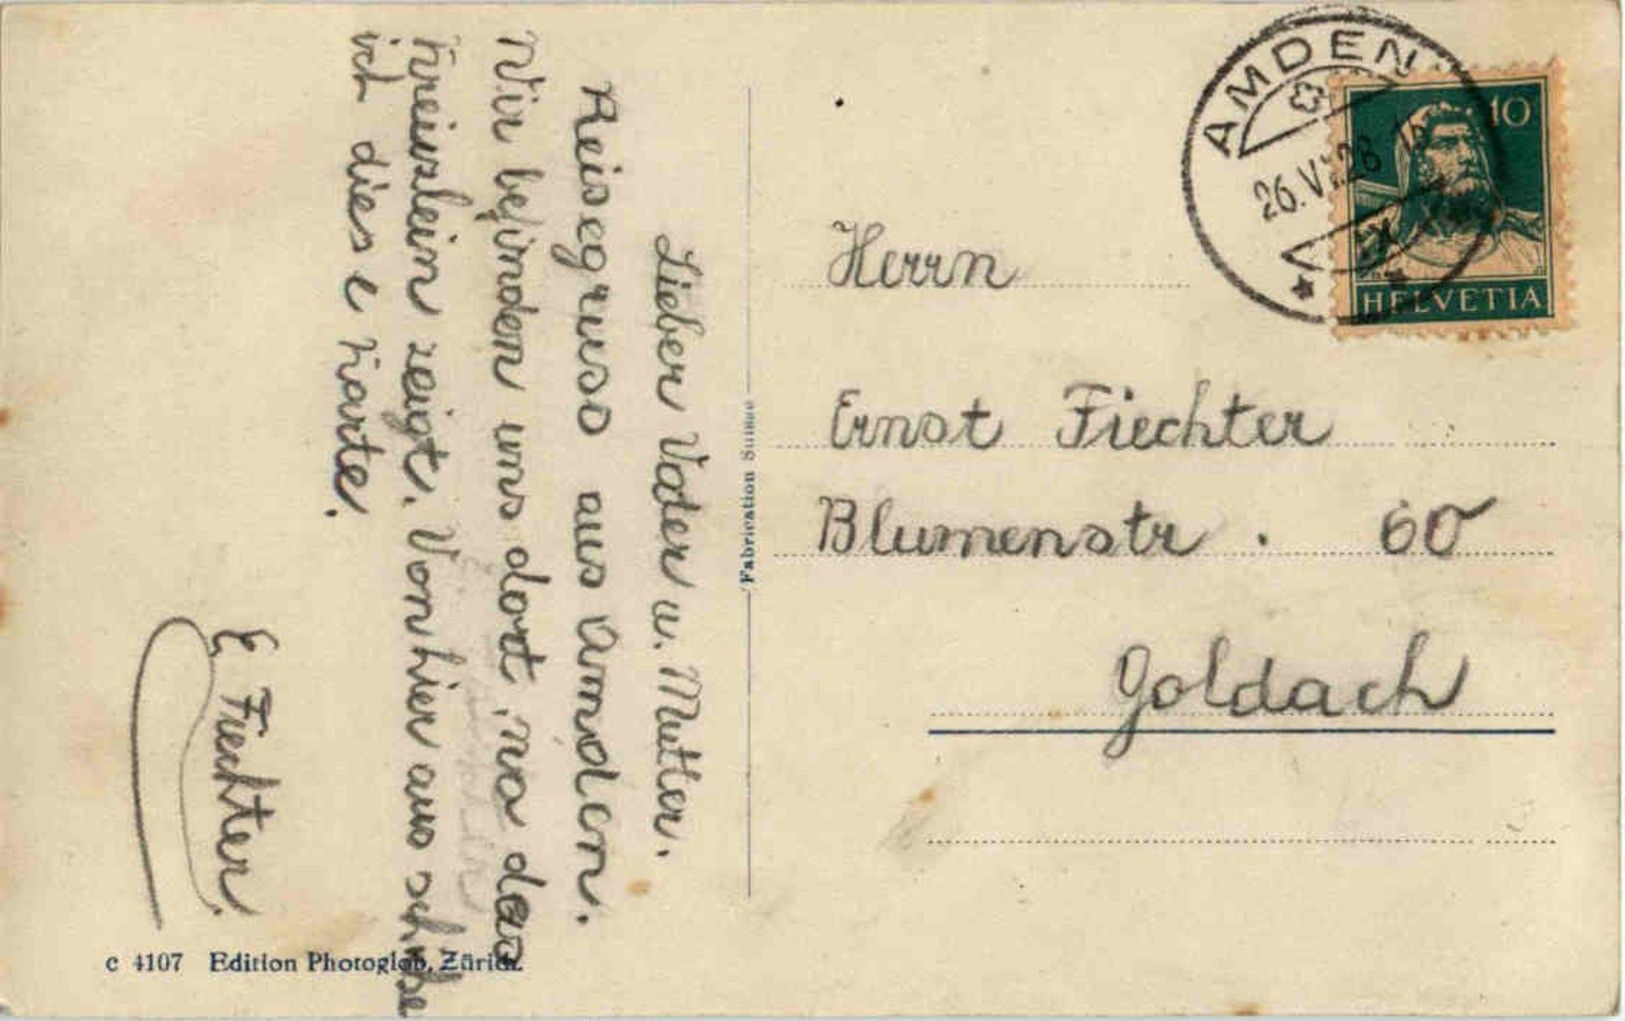 Lieber Vater u. Mutter.
Reisegruss aus Amden.
Wir befinden uns dort, wo das
Kreuzlein zeigt. Von hier aus schreibe
ich dies e Karte.
E Fiechter.
c 4107 Edition Photoglob, Zürich.
Fabrication Suisse
AMDEN
26.VI.28
10
HELVETIA
Herrn
Ernst Fiechter
Blumenstr. 60
Goldach